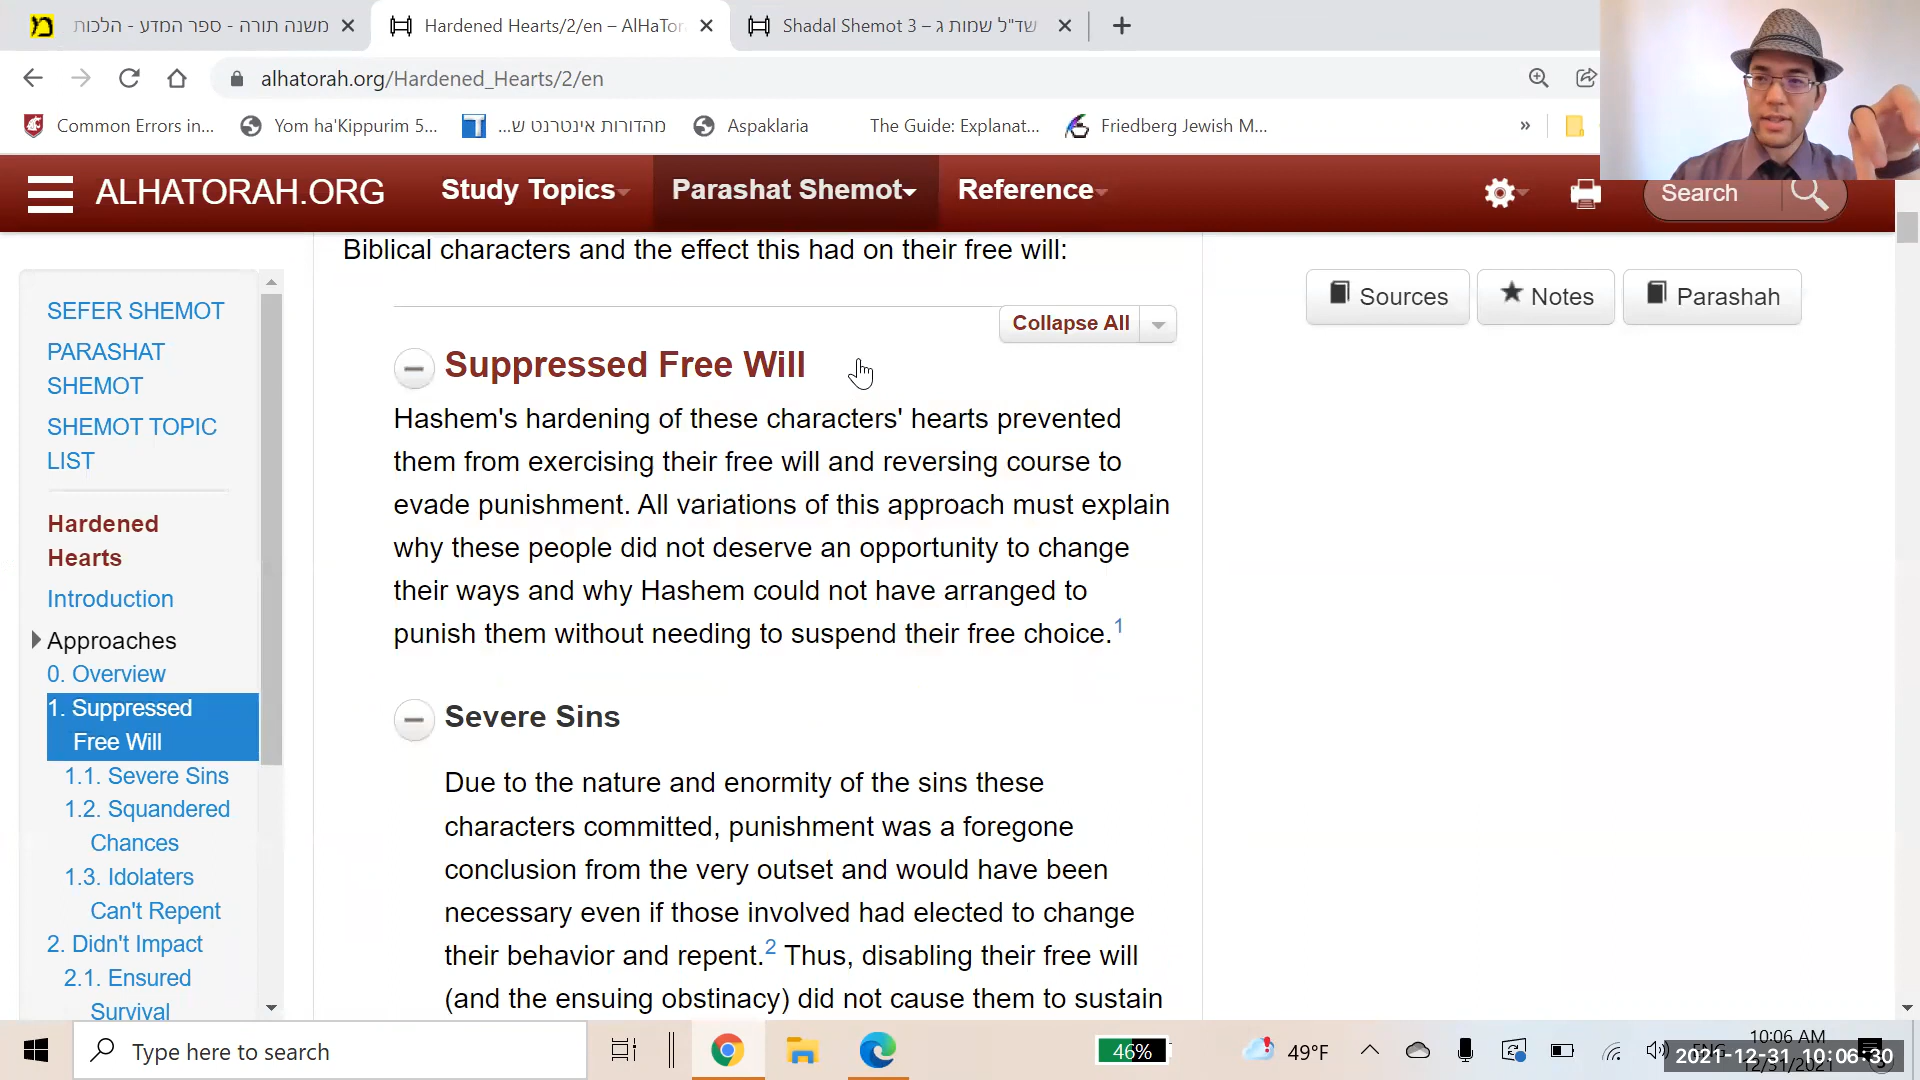 משנה תורה - ספר המדע - הלכות
Hardened Hearts/2/en – AlHaTor
Shadal Shemot 3 – שד"ל שמות ג
alhatorah.org/Hardened_Hearts/2/en
Common Errors in...
Yom ha'Kippurim 5...
מהדורות אינטרנט ש...
Aspaklaria
The Guide: Explanat...
Friedberg Jewish M...
»
ALHATORAH.ORG
Study Topics
Parashat Shemot
Reference
Search
Biblical characters and the effect this had on their free will:
Sources
Notes
Parashah
SEFER SHEMOT
PARASHAT
SHEMOT
SHEMOT TOPIC
LIST
Hardened
Hearts
Introduction
Approaches
0. Overview
1. Suppressed
Free Will
1.1. Severe Sins
1.2. Squandered
Chances
1.3. Idolaters
Can't Repent
2. Didn't Impact
2.1. Ensured
Survival
Collapse All
Suppressed Free Will
Hashem's hardening of these characters' hearts prevented
them from exercising their free will and reversing course to
evade punishment. All variations of this approach must explain
why these people did not deserve an opportunity to change
their ways and why Hashem could not have arranged to
punish them without needing to suspend their free choice.1
Severe Sins
Due to the nature and enormity of the sins these
characters committed, punishment was a foregone
conclusion from the very outset and would have been
necessary even if those involved had elected to change
their behavior and repent.2 Thus, disabling their free will
(and the ensuing obstinacy) did not cause them to sustain
Type here to search
46%
49°F
10:06 AM
2021-12-31 10:06:30